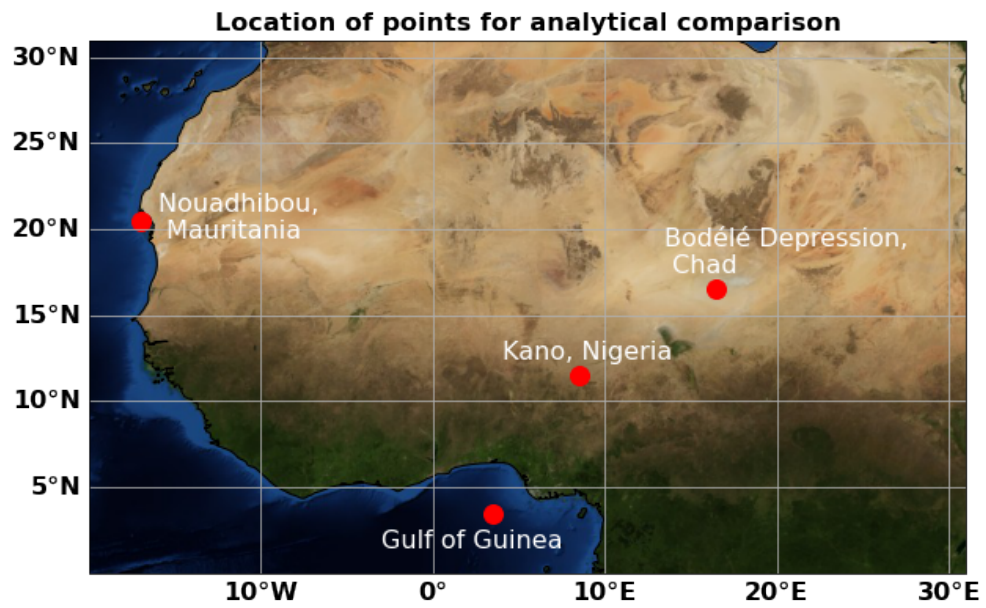 Location of points for analytical comparison
30°N
25°N
Nouadhibou,
Mauritania
20°N
Bodélé Depression,
Chad
15°N
Kano, Nigeria
10°N
5°N
Gulf of Guinea
10°W 0° 10°E 20°E 30°E